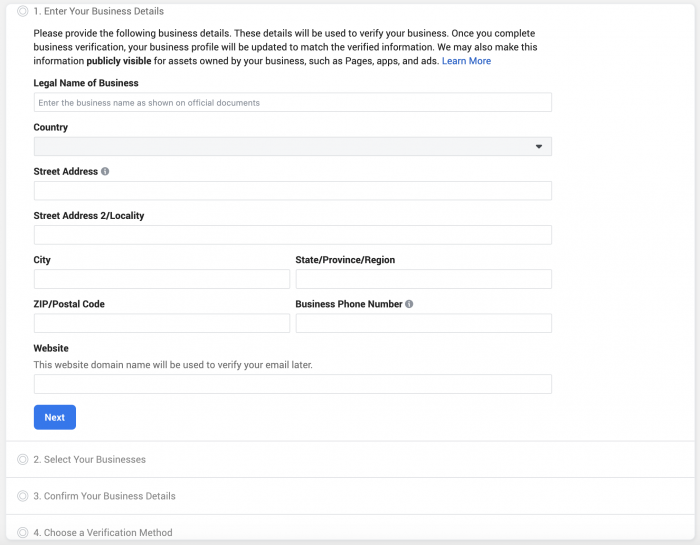 1. Enter Your Business Details
Please provide the following business details. These details will be used to verify your business. Once you complete
business verification, your business profile will be updated to match the verified information. We may also make this
information publicly visible for assets owned by your business, such as Pages, apps, and ads. Learn More
Legal Name of Business
Enter the business name as shown on official documents
Country
Street Address
Street Address 2/Locality
City
State/Province/Region
ZIP/Postal Code
Business Phone Number
Website
This website domain name will be used to verify your email later.
Next
2. Select Your Businesses
3. Confirm Your Business Details
4. Choose a Verification Method